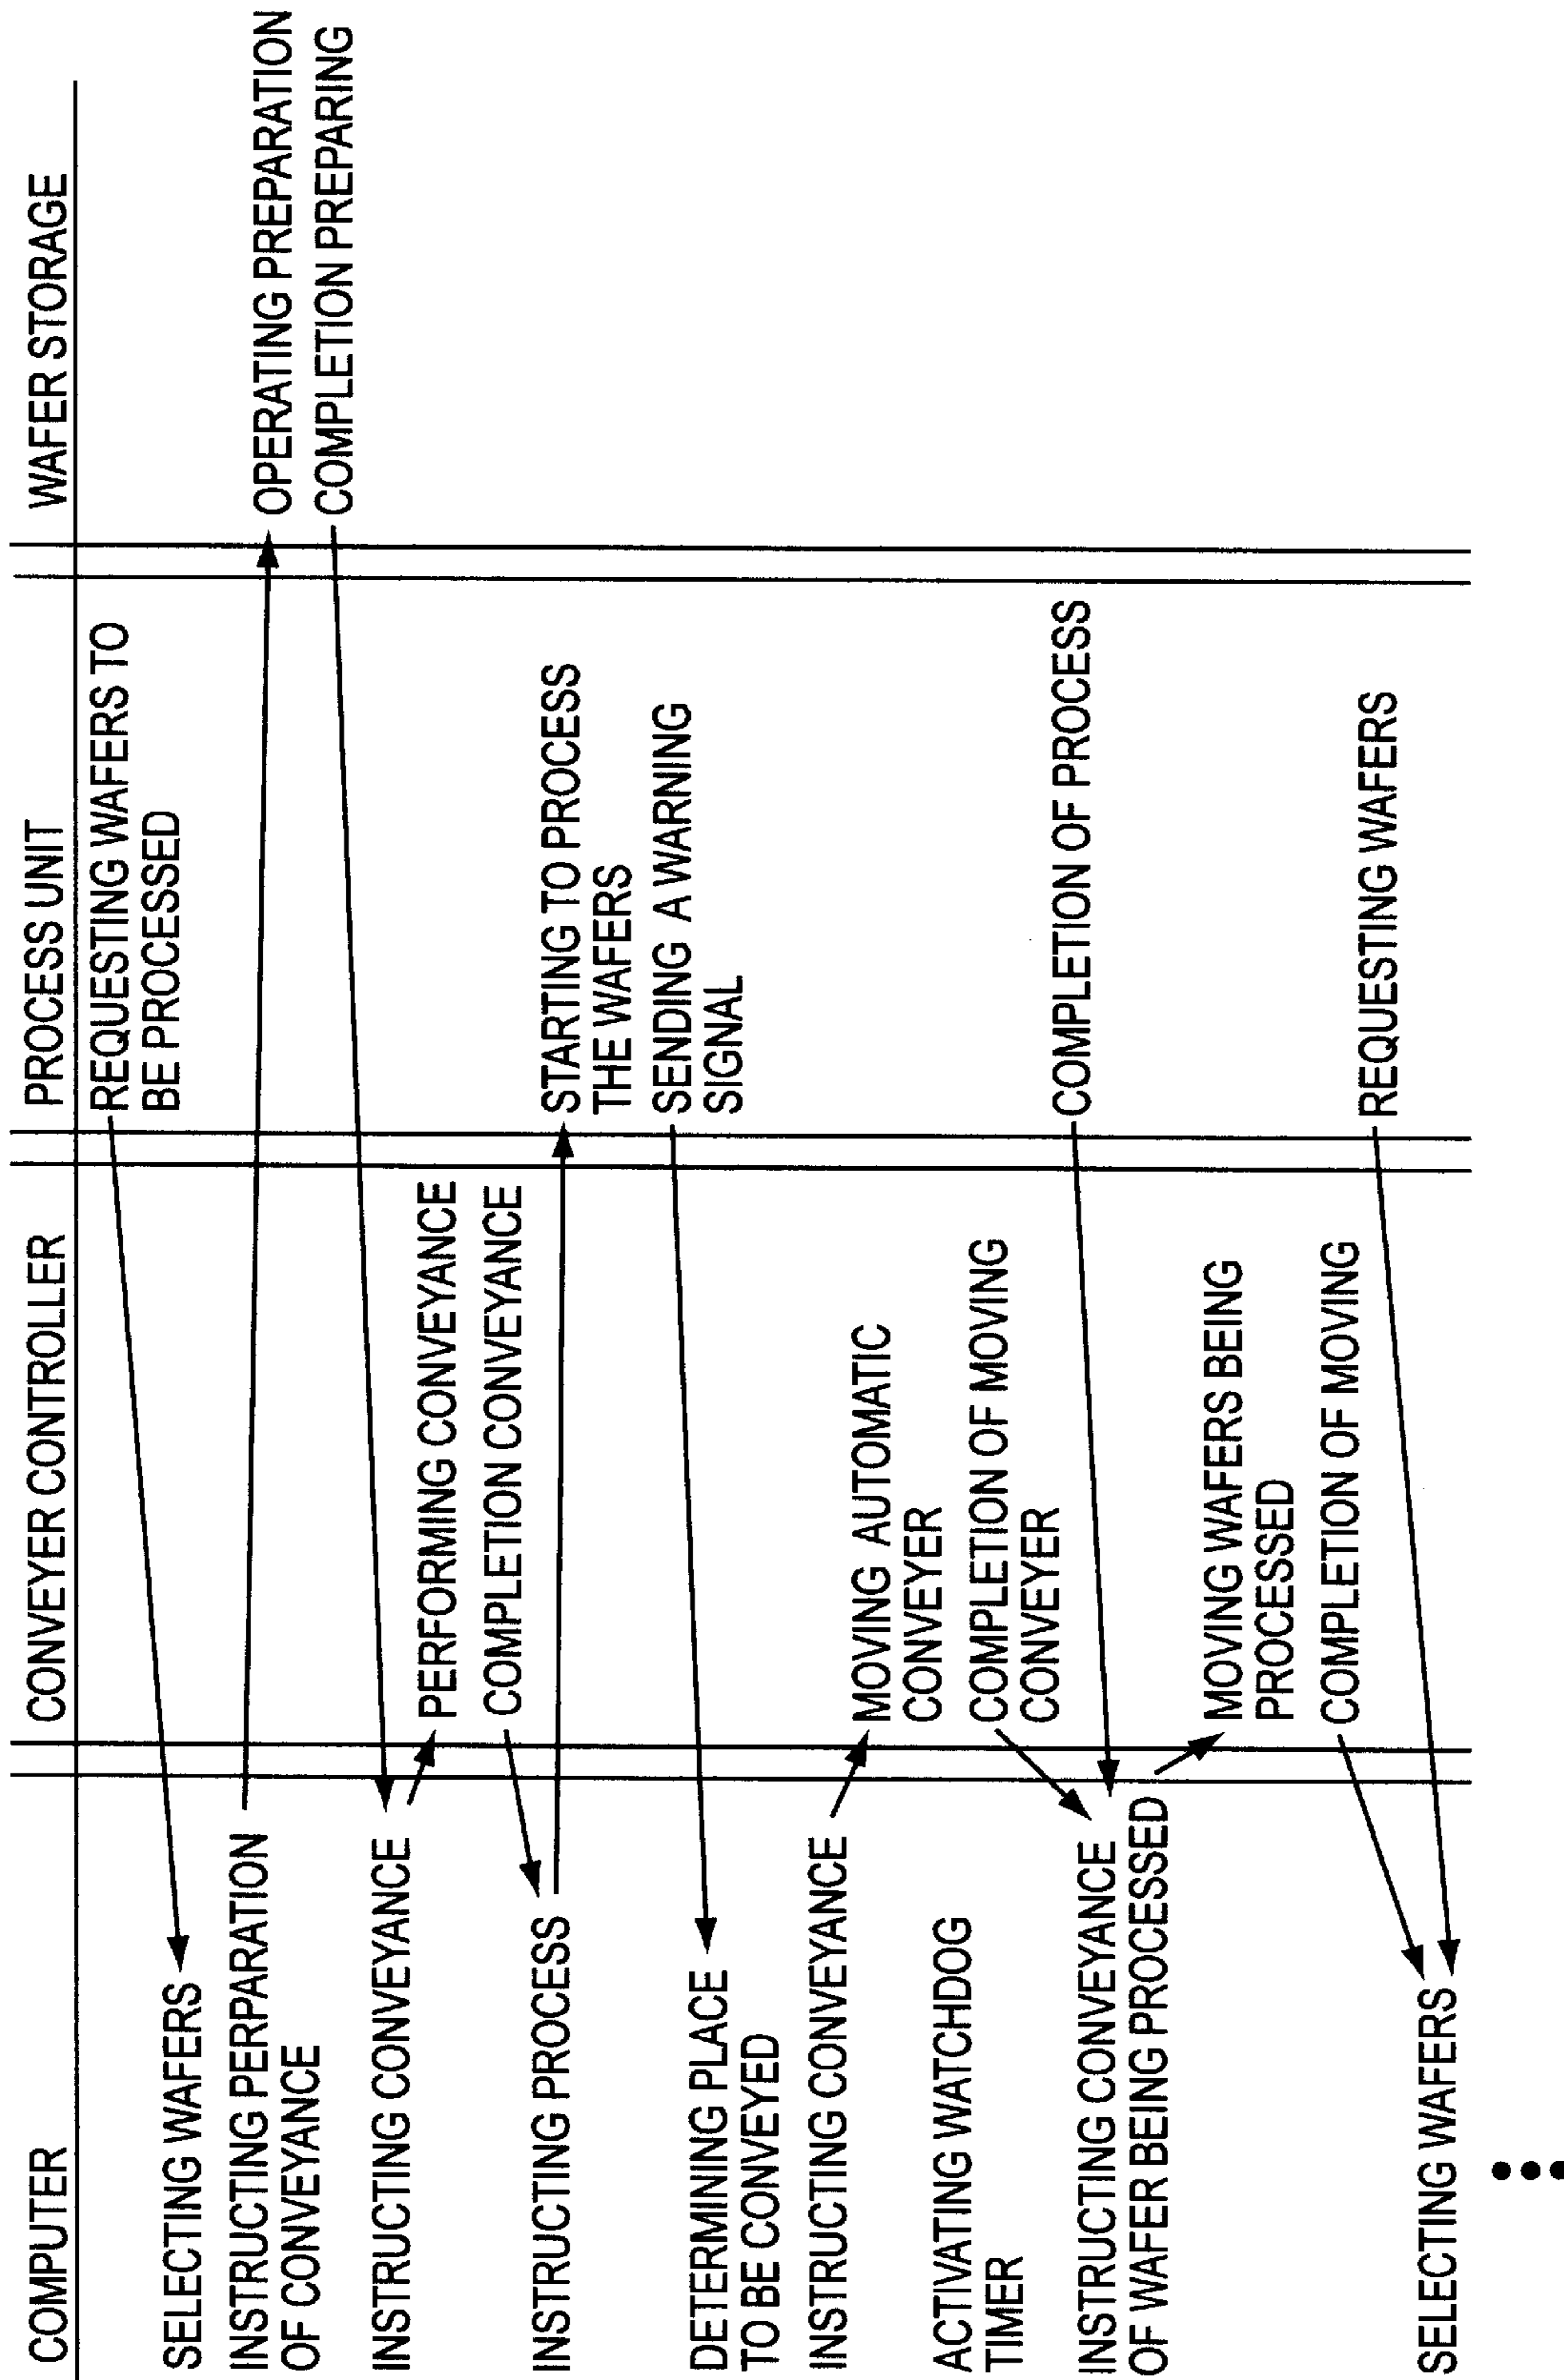 COMPUTER
CONVEYER CONTROLLER
PROCESS UNIT
WAFER STORAGE
REQUESTING WAFERS TO
BE PROCESSED
SELECTING WAFERS
INSTRUCTING PERPARATION
OF CONVEYANCE
OPERATING PREPARATION
COMPLETION PREPARING
INSTRUCTING CONVEYANCE
PERFORMING CONVEYANCE
COMPLETION CONVEYANCE
INSTRUCTING PROCESS
STARTING TO PROCESS
THE WAFERS
SENDING A WARNING
SIGNAL
DETERMINING PLACE
TO BE CONVEYED
INSTRUCTING CONVEYANCE
MOVING AUTOMATIC
CONVEYER
ACTIVATING WATCHDOG
TIMER
COMPLETION OF MOVING
CONVEYER
COMPLETION OF PROCESS
INSTRUCTING CONVEYANCE
OF WAFER BEING PROCESSED
MOVING WAFERS BEING
PROCESSED
COMPLETION OF MOVING
REQUESTING WAFERS
SELECTING WAFERS